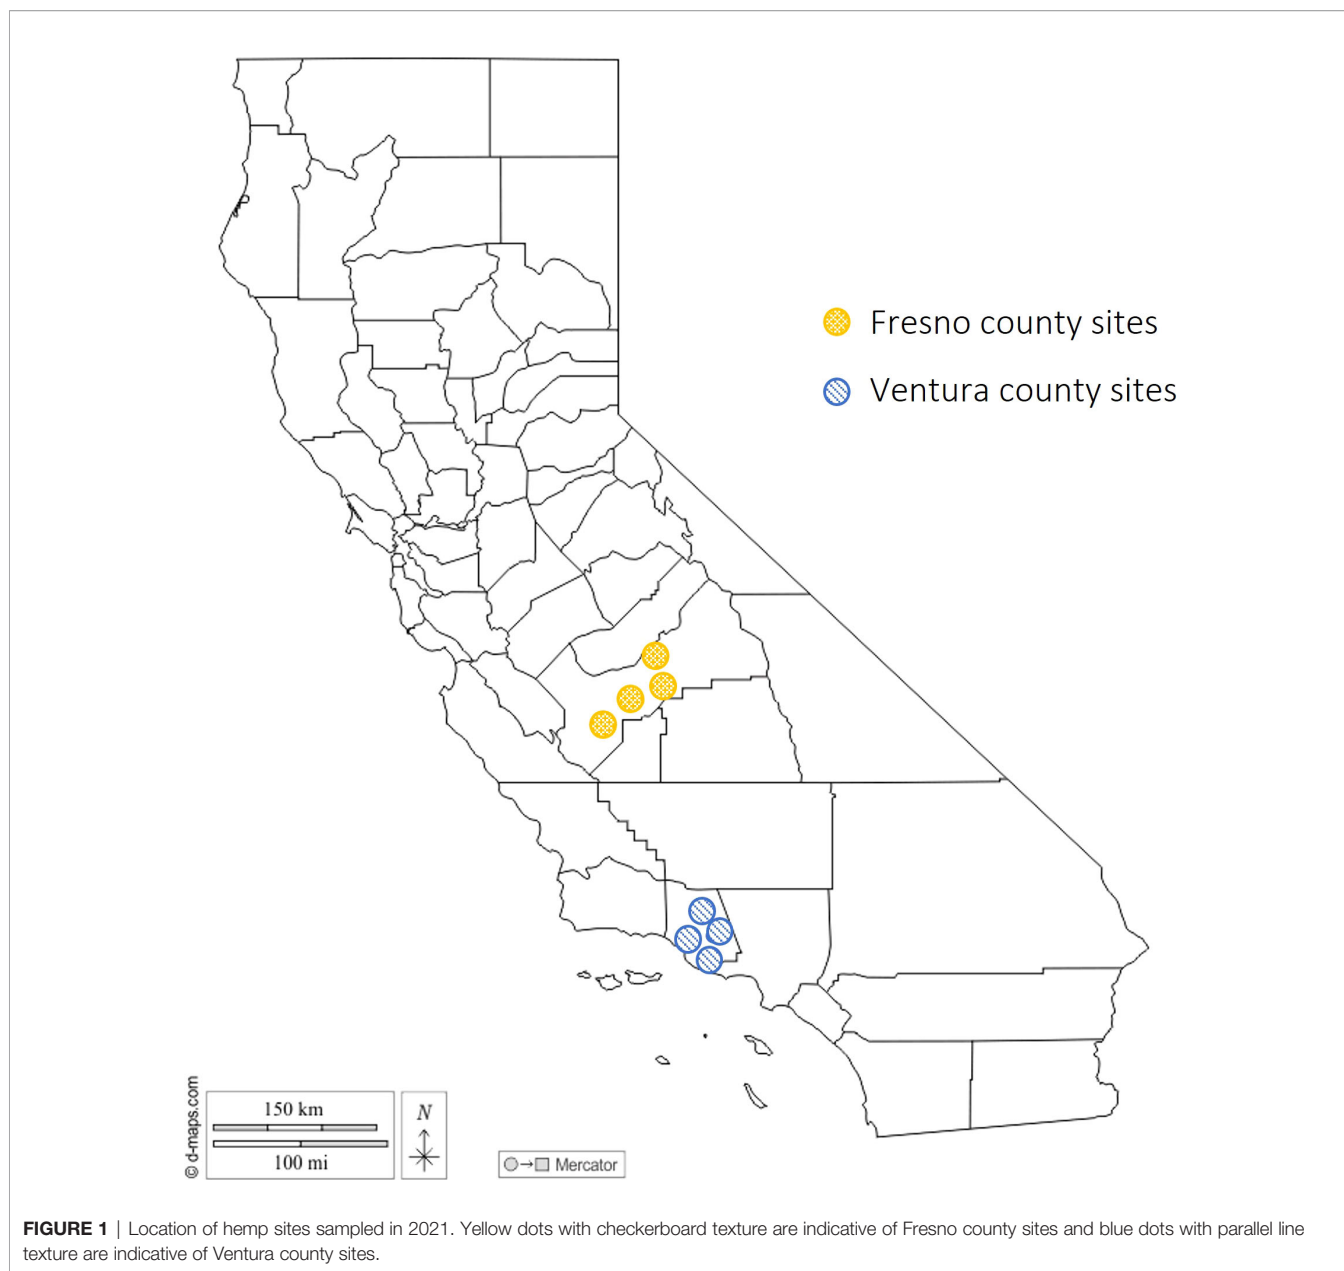 Fresno county sites
Ventura county sites
© d-maps.com
150 km
100 mi
N
Mercator
FIGURE 1 | Location of hemp sites sampled in 2021. Yellow dots with checkerboard texture are indicative of Fresno county sites and blue dots with parallel line
texture are indicative of Ventura county sites.